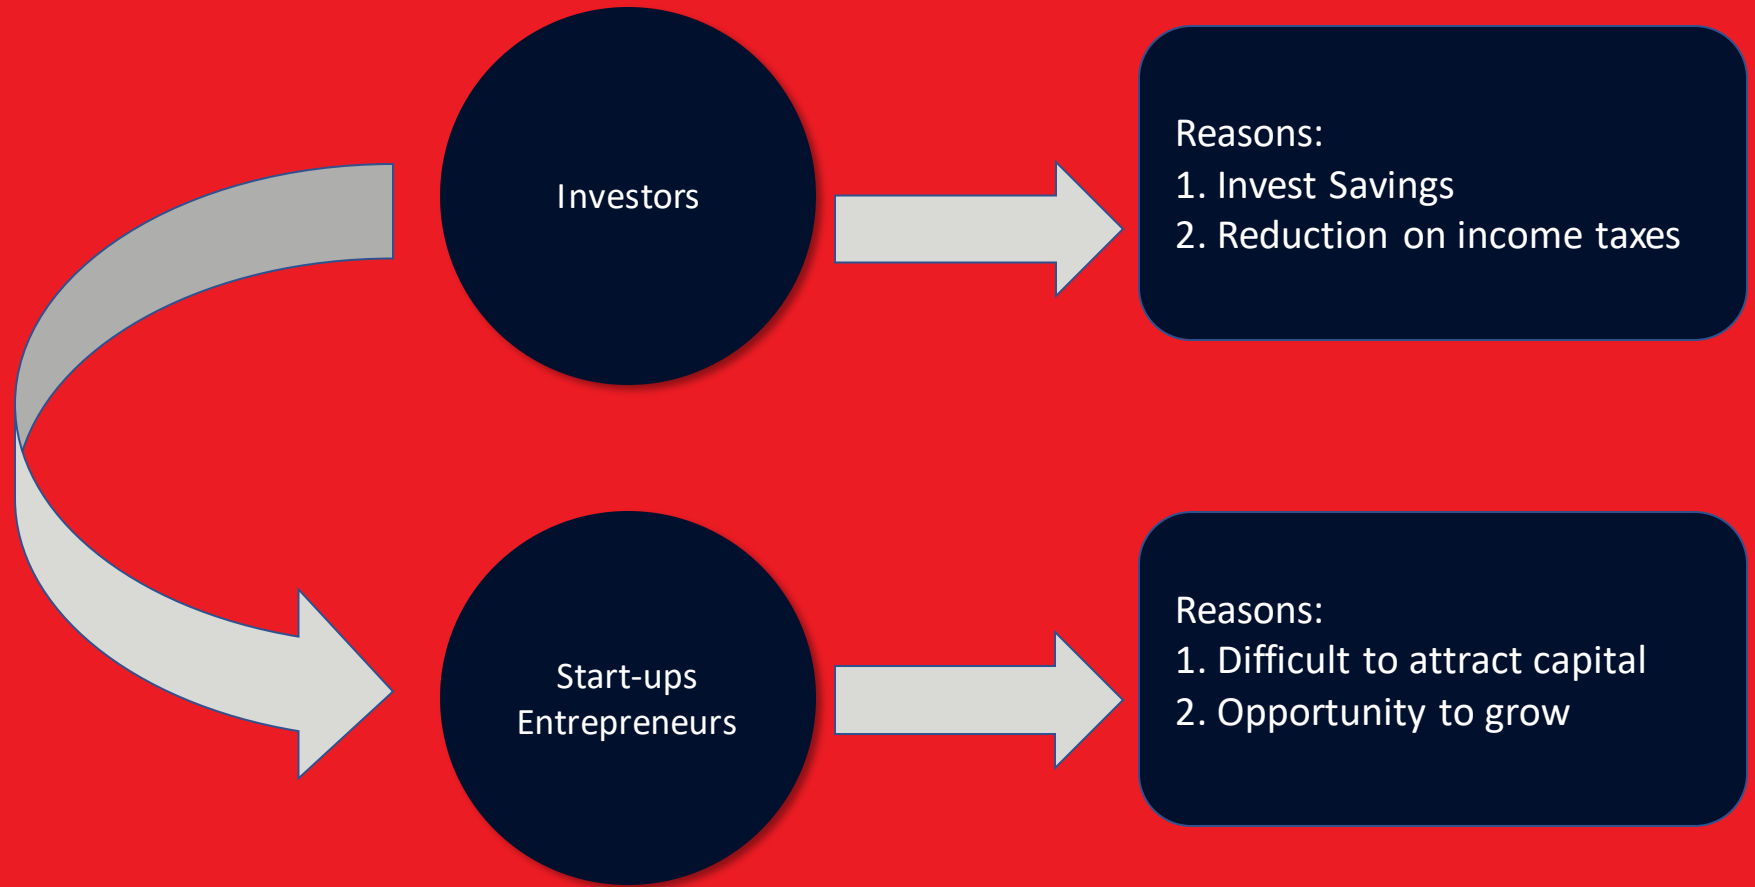 Investors
Reasons:
1. Invest Savings
2. Reduction on income taxes
Start-ups
Entrepreneurs
Reasons:
1. Difficult to attract capital
2. Opportunity to grow